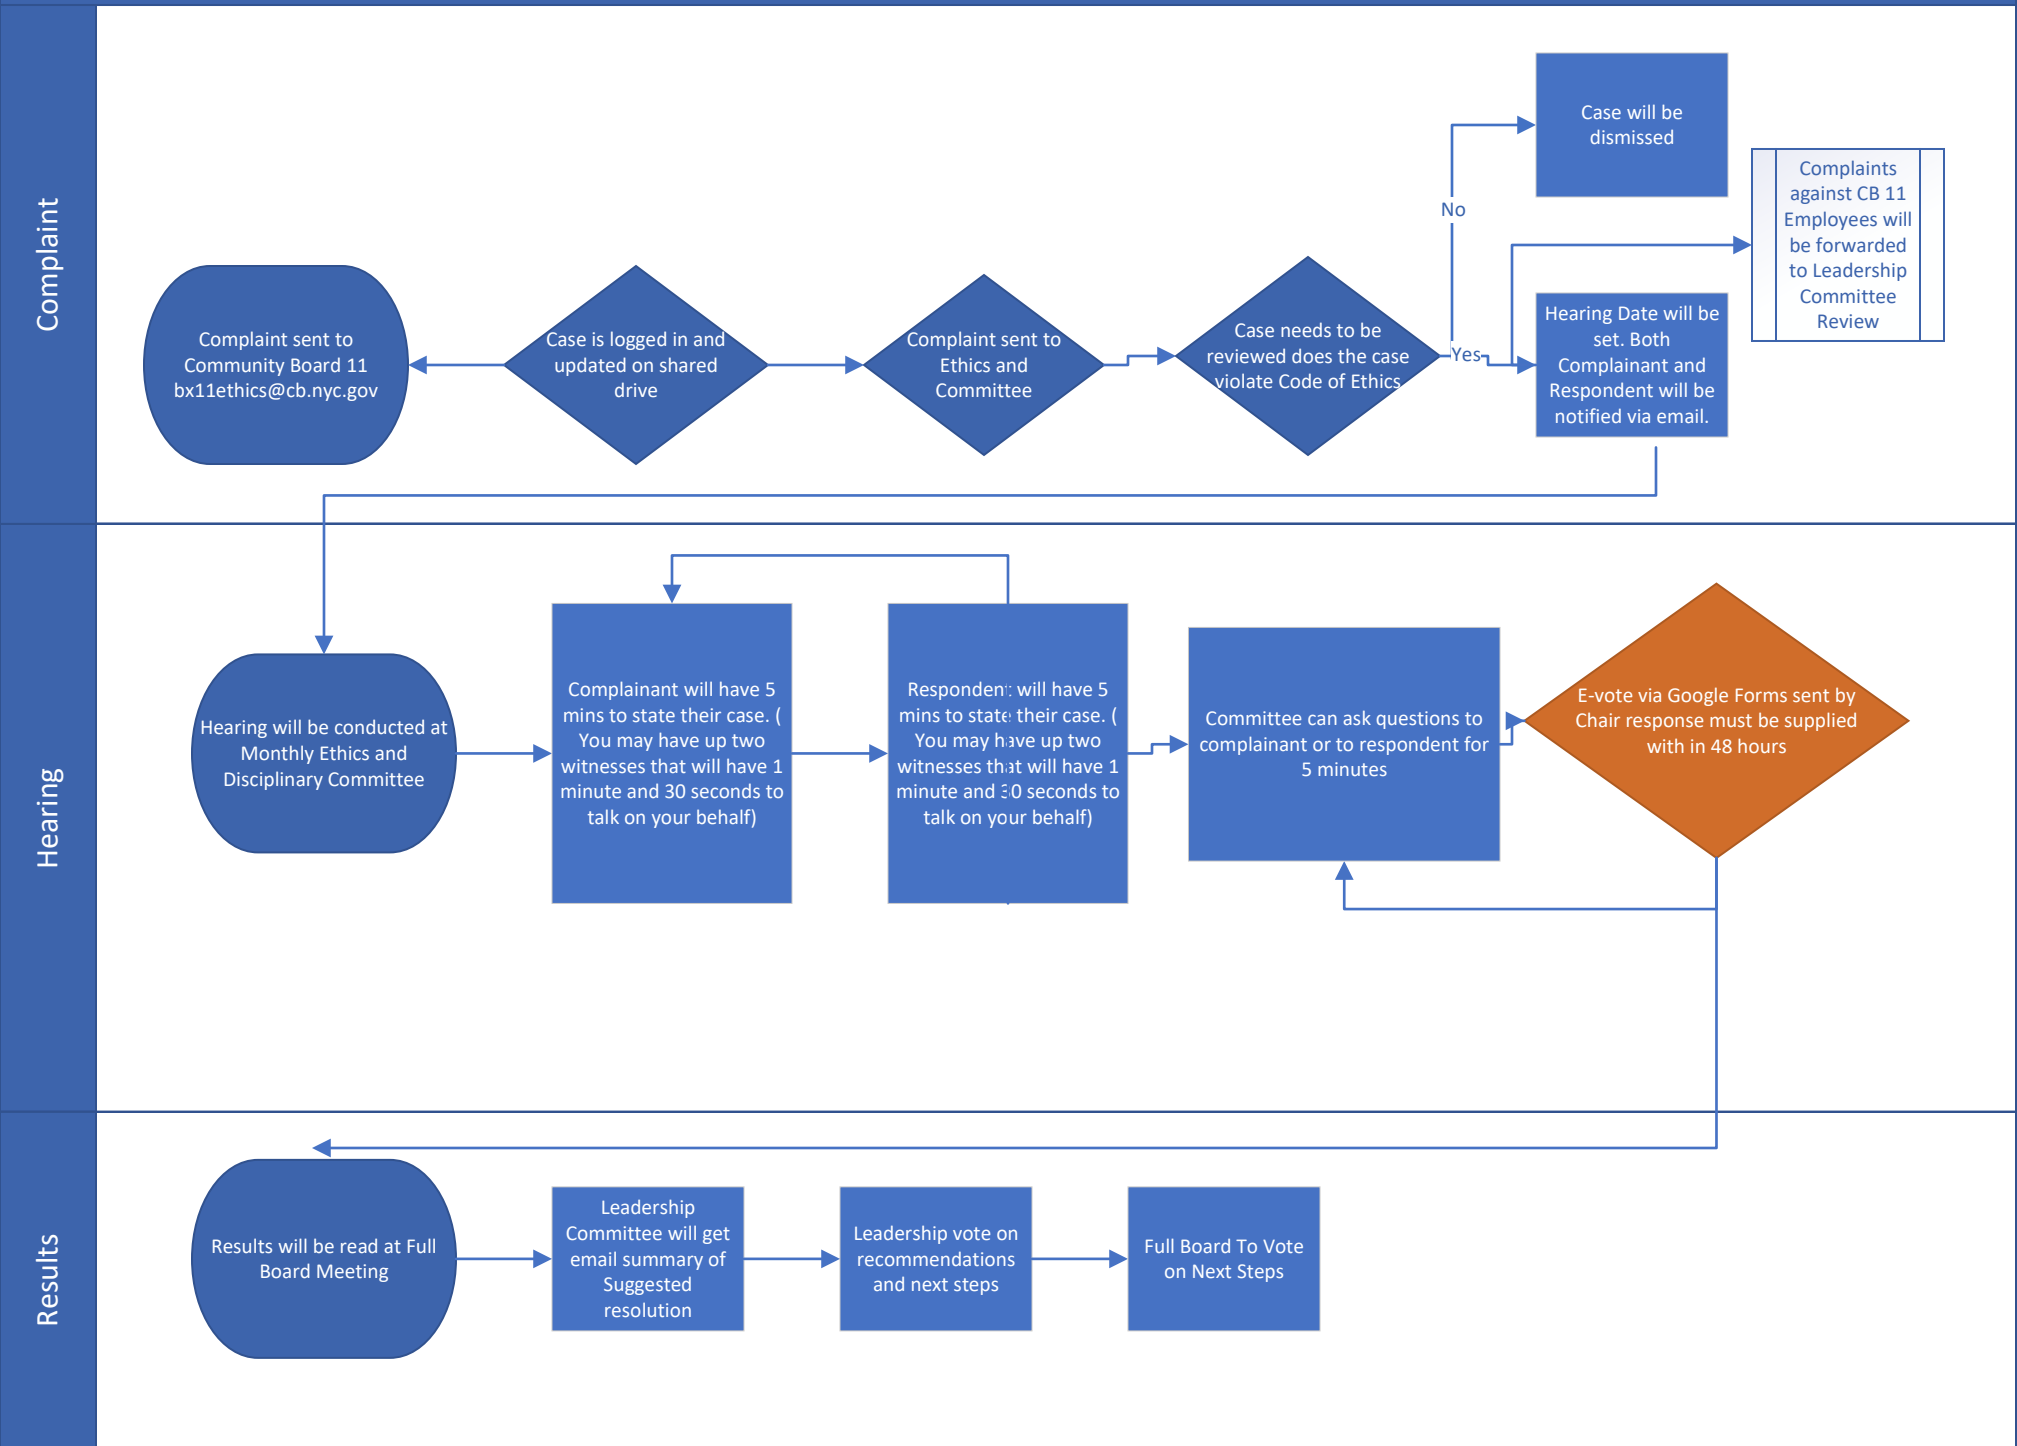 Complaint
Complaint sent to
Community Board 11
bx11ethics@cb.nyc.gov
Case is logged in and
updated on shared
drive
Complaint sent to
Ethics and
Committee
Case needs to be
reviewed does the case
violate Code of Ethics
No
Yes
Case will be
dismissed
Complaints
against CB 11
Employees will
be forwarded
to Leadership
Committee
Review
Hearing Date will be
set. Both
Complainant and
Respondent will be
notified via email.
Hearing
Hearing will be conducted at
Monthly Ethics and
Disciplinary Committee
Complainant will have 5
mins to state their case. (
You may have up two
witnesses that will have 1
minute and 30 seconds to
talk on your behalf)
Respondent will have 5
mins to state their case. (
You may have up two
witnesses that will have 1
minute and 30 seconds to
talk on your behalf)
Committee can ask questions to
complainant or to respondent for
5 minutes
E-vote via Google Forms sent by
Chair response must be supplied
with in 48 hours
Results
Results will be read at Full
Board Meeting
Leadership
Committee will get
email summary of
Suggested
resolution
Leadership vote on
recommendations
and next steps
Full Board To Vote
on Next Steps